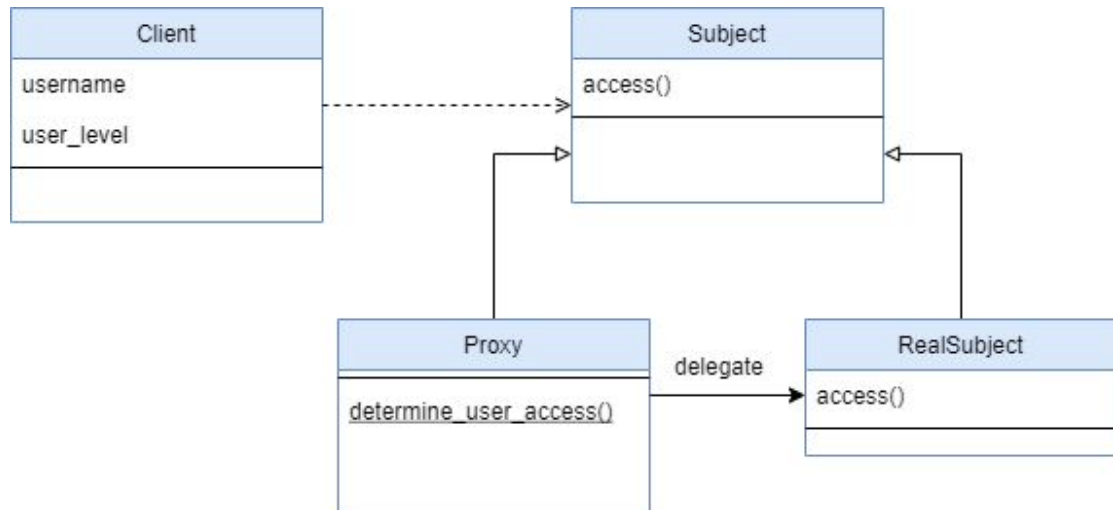 Client
username
user_level
Subject
access()
Proxy
determine_user_access()
delegate
RealSubject
access()